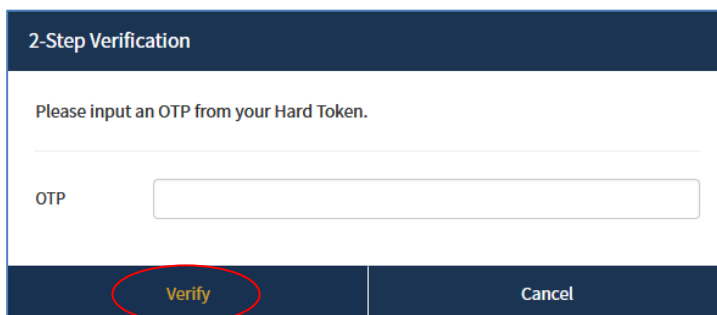 2-Step Verification
Please input an OTP from your Hard Token.
OTP
Verify Cancel